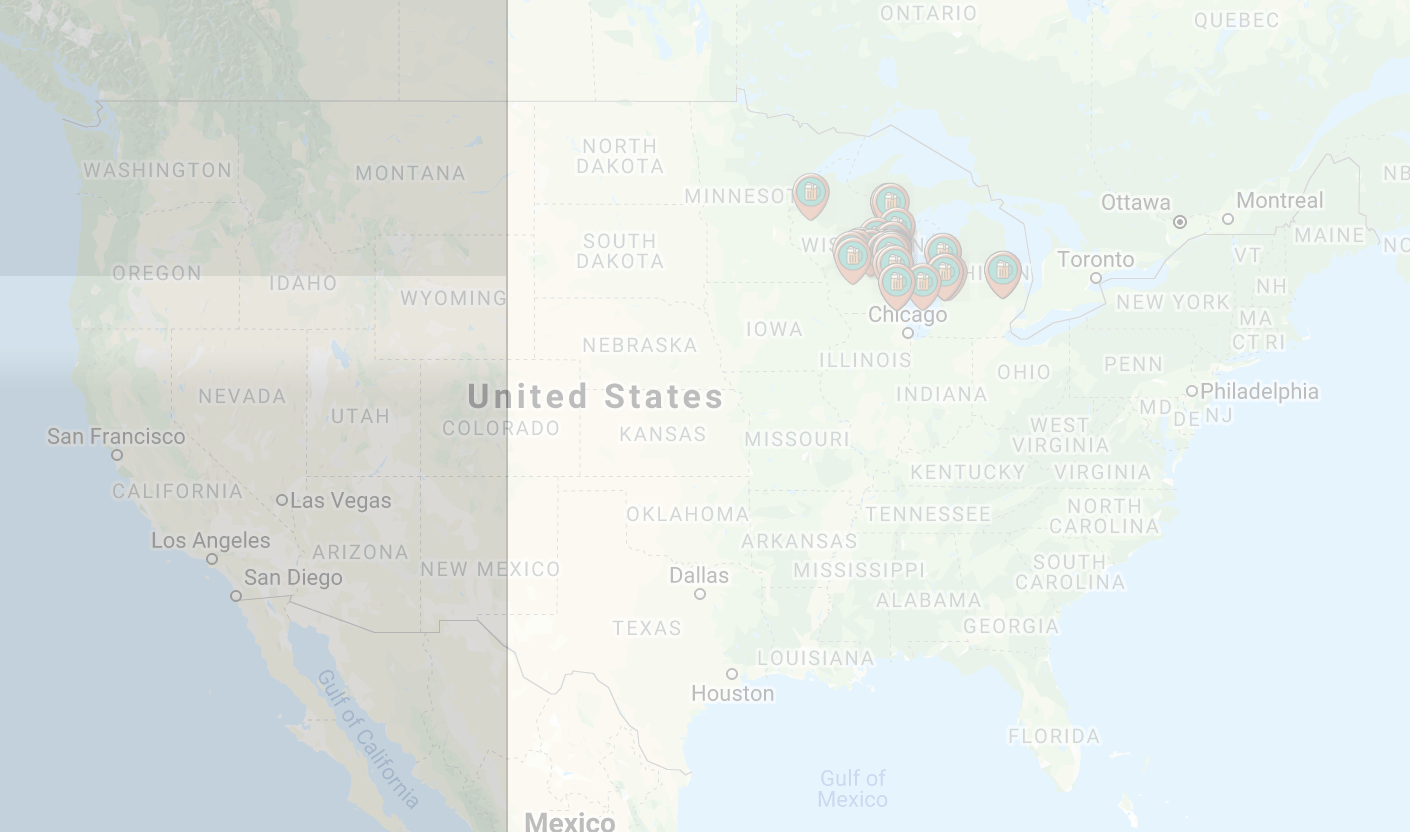 ONTARIO
QUEBEC
WASHINGTON
MONTANA
NORTH
DAKOTA
MINNESOT
Ottawa
Montreal
NB
MAINE
NO
OREGON
IDAHO
WYOMING
SOUTH
DAKOTA
WIS
N
HI
N
Toronto
VT
NH
NEW YORK
MA
CT RI
Chicago
IOWA
NEBRASKA
ILLINOIS
INDIANA
OHIO
PENN
Philadelphia
MD
DE
NJ
NEVADA
UTAH
United States
COLORADO
KANSAS
MISSOURI
WEST
VIRGINIA
KENTUCKY
VIRGINIA
San Francisco
CALIFORNIA
Las Vegas
OKLAHOMA
TENNESSEE
NORTH
CAROLINA
Los Angeles
ARIZONA
NEW MEXICO
ARKANSAS
MISSISSIPPI
SOUTH
CAROLINA
San Diego
Dallas
ALABAMA
TEXAS
GEORGIA
LOUISIANA
Houston
Gulf of California
FLORIDA
Gulf of
Mexico
Mexico